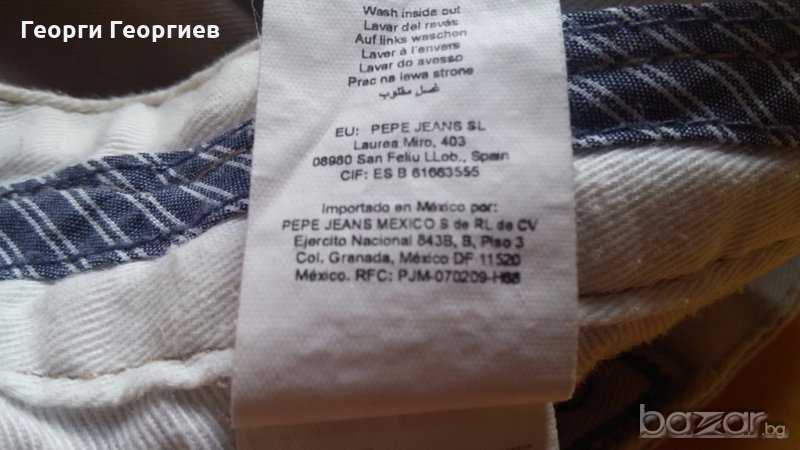 Георги Георгиев
Wash inside out
Lavar del revés
Auf links waschen
Laver à l'envers
Lavar do avesso
Prac na lewa strone
غسل مقلوب
EU: PEPE JEANS SL
Laurea Miro, 403
08980 San Feliu LLob., Spain
CIF: ES B 61663555
Importado en México por:
PEPE JEANS MEXICO S de RL de CV
Ejercito Nacional 843B, B, Piso 3
Col. Granada, México DF 11520
México. RFC: PJM-070209-H68
bazar.bg